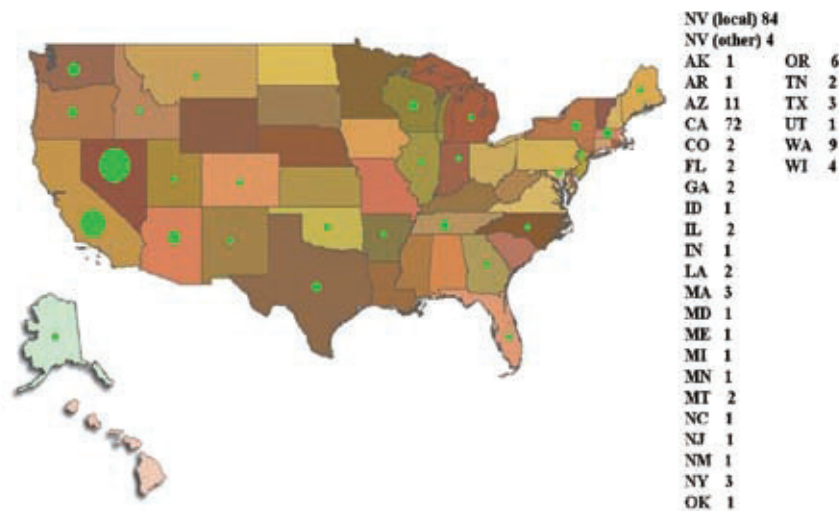 NV (local) 84
NV (other) 4
AK 1
AR 1
AZ 11
CA 72
CO 2
FL 2
GA 2
ID 1
IL 2
IN 1
LA 2
MA 3
MD 1
ME 1
MI 1
MN 1
MT 2
NC 1
NJ 1
NM 1
NY 3
OK 1
OR 6
TN 2
TX 3
UT 1
WA 9
WI 4